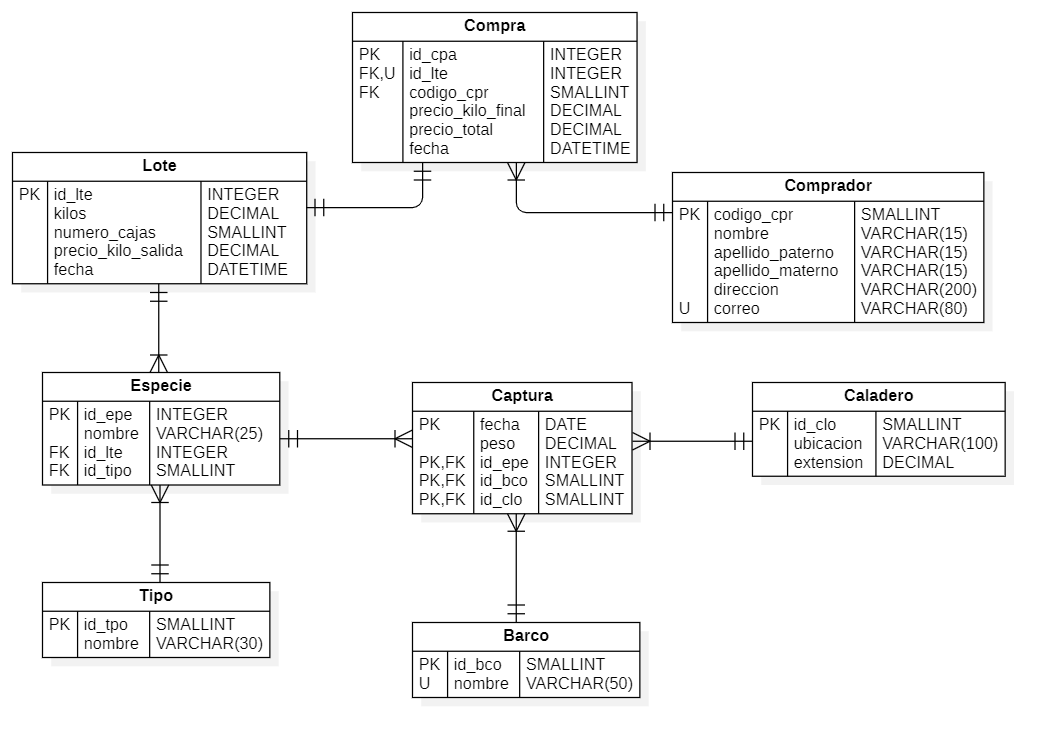 Compra
PK id_cpa INTEGER
FK,U id_lte INTEGER
FK codigo_cpr SMALLINT
precio_kilo_final DECIMAL
precio_total DECIMAL
fecha DATETIME
Lote
PK id_lte INTEGER
kilos DECIMAL
numero_cajas SMALLINT
precio_kilo_salida DECIMAL
fecha DATETIME
Comprador
PK codigo_cpr SMALLINT
nombre VARCHAR(15)
apellido_paterno VARCHAR(15)
apellido_materno VARCHAR(15)
direccion VARCHAR(200)
U correo VARCHAR(80)
Especie
PK id_epe INTEGER
nombre VARCHAR(25)
FK id_lte INTEGER
FK id_tipo SMALLINT
Captura
PK fecha DATE
peso DECIMAL
PK,FK id_epe INTEGER
PK,FK id_bco SMALLINT
PK,FK id_clo SMALLINT
Caladero
PK id_clo SMALLINT
ubicacion VARCHAR(100)
extension DECIMAL
Tipo
PK id_tpo SMALLINT
nombre VARCHAR(30)
Barco
PK id_bco SMALLINT
U nombre VARCHAR(50)